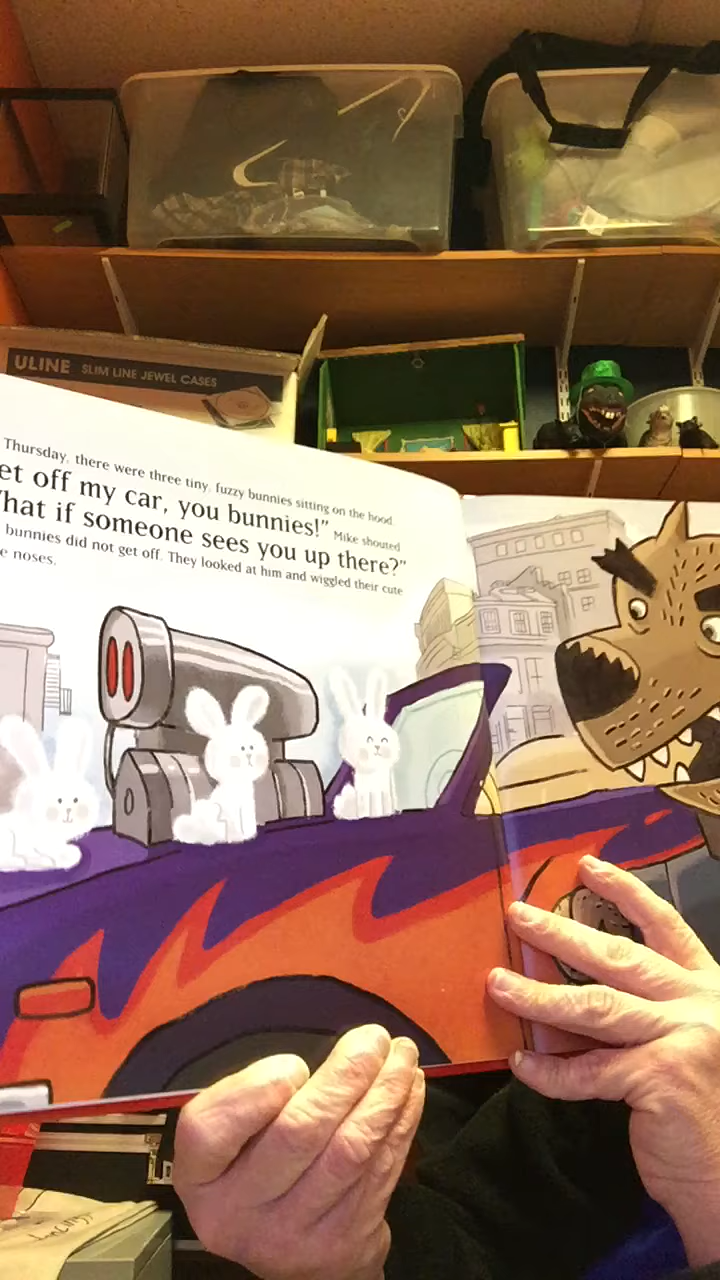 ULINE SLIM LINE JEWEL CASES
Thursday, there were three tiny, fuzzy bunnies sitting on the hood.
et off my car, you bunnies!" Mike shouted
hat if someone sees you up there?"
bunnies did not get off. They looked at him and wiggled their cute
e noses.